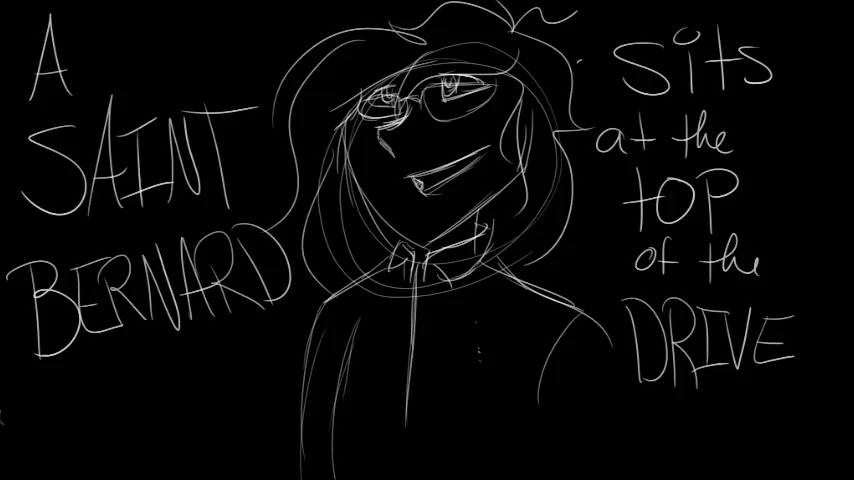 A
SAINT
BERNARD
SitS
at the
TOP
of the
DRIVE